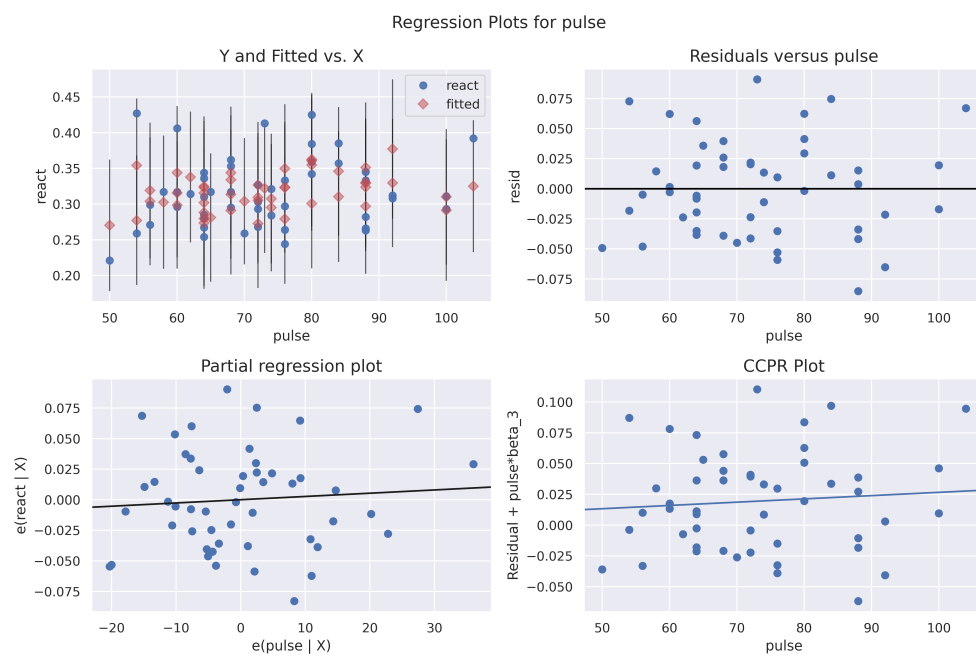 Regression Plots for pulse
Y and Fitted vs. X
react
fitted
0.45
0.40
0.35
0.30
0.25
0.20
react
50 60 70 80 90 100
pulse
Residuals versus pulse
0.075
0.050
0.025
0.000
−0.025
−0.050
−0.075
resid
50 60 70 80 90 100
pulse
Partial regression plot
0.075
0.050
0.025
0.000
−0.025
−0.050
−0.075
e(react | X)
−20 −10 0 10 20 30
e(pulse | X)
CCPR Plot
0.100
0.075
0.050
0.025
0.000
−0.025
−0.050
Residual + pulse*beta_3
50 60 70 80 90 100
pulse